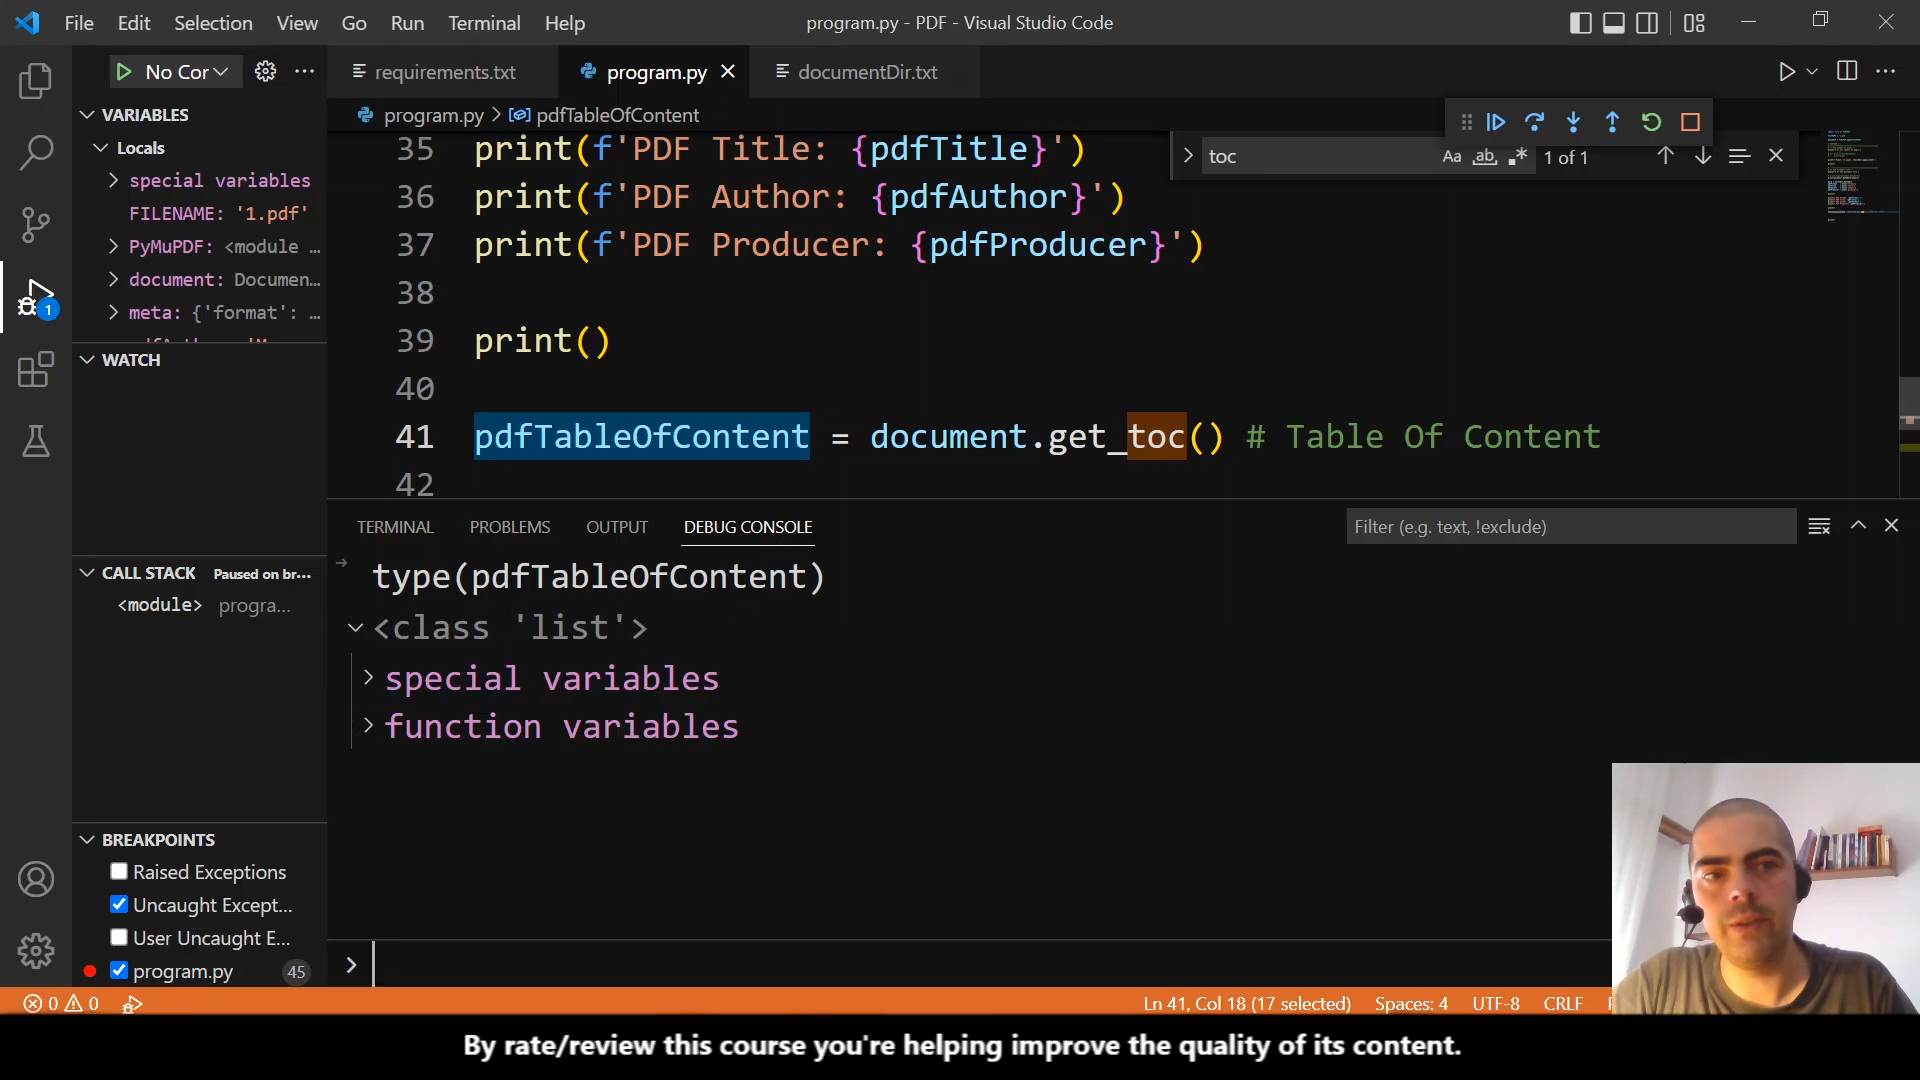 File Edit Selection View Go Run Terminal Help
program.py - PDF - Visual Studio Code
No Cor
requirements.txt
program.py
documentDir.txt
program.py > pdfTableOfContent
VARIABLES
Locals
special variables
FILENAME: '1.pdf'
PyMuPDF: <module ...
document: Documen...
meta: {'format': ...
WATCH
CALL STACK Paused on br...
<module> progra...
BREAKPOINTS
Raised Exceptions
Uncaught Except...
User Uncaught E...
program.py 45
toc
Aa ab 1 of 1
35 print(f'PDF Title: {pdfTitle}')
36 print(f'PDF Author: {pdfAuthor}')
37 print(f'PDF Producer: {pdfProducer}')
38
39 print()
40
41 pdfTableOfContent = document.get_toc() # Table Of Content
42
TERMINAL PROBLEMS OUTPUT DEBUG CONSOLE
Filter (e.g. text, !exclude)
type(pdfTableOfContent)
<class 'list'>
special variables
function variables
>
1
0 0
Ln 41, Col 18 (17 selected) Spaces: 4 UTF-8 CRLF
By rate/review this course you're helping improve the quality of its content.